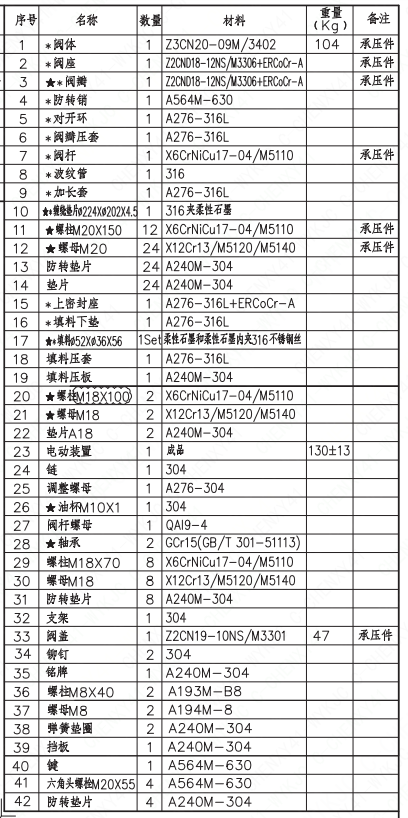 序号 名称 数量 材料 重量(Kg) 备注
1 *阀体 1 Z3CN20-09M/3402 104 承压件
2 *阀座 1 Z2CND18-12NS/M3306+ERCoCr-A 承压件
3 ★*阀瓣 1 Z2CND18-12NS/M3306+ERCoCr-A 承压件
4 *防转销 1 A564M-630
5 *对开环 1 A276-316L
6 *阀瓣压套 1 A276-316L
7 *阀杆 1 X6CrNiCu17-04/M5110 承压件
8 *波纹管 1 316
9 *加长套 1 A276-316L
10 ★*缠绕垫片ø224Xø202X4.5 1 316夹柔性石墨
11 ★螺柱M20X150 12 X6CrNiCu17-04/M5110 承压件
12 ★螺母M20 24 X12Cr13/M5120/M5140 承压件
13 防转垫片 24 A240M-304
14 垫片 24 A240M-304
15 *上密封座 1 A276-316L+ERCoCr-A
16 *填料下垫 1 A276-316L
17 ★*填料ø52Xø36X56 1Set 柔性石墨和柔性石墨内夹316不锈钢丝
18 填料压套 1 A276-316L
19 填料压板 1 A240M-304
20 ★螺柱M18X100 2 X6CrNiCu17-04/M5110
21 ★螺母M18 2 X12Cr13/M5120/M5140
22 垫片A18 2 A240M-304
23 电动装置 1 成品 130±13
24 链 1 304
25 调整螺母 1 A276-304
26 ★油杯M10X1 1 304
27 阀杆螺母 1 QAl9-4
28 ★轴承 2 GCr15(GB/T 301-51113)
29 螺柱M18X70 8 X6CrNiCu17-04/M5110
30 螺母M18 8 X12Cr13/M5120/M5140
31 防转垫片 8 A240M-304
32 支架 1 304
33 阀盖 1 Z2CN19-10NS/M3301 47 承压件
34 铆钉 2 304
35 铭牌 1 A240M-304
36 螺柱M8X40 2 A193M-B8
37 螺母M8 2 A194M-8
38 弹簧垫圈 2 A240M-304
39 挡板 1 A240M-304
40 键 1 A564M-630
41 六角头螺栓M20X55 4 A564M-630
42 防转垫片 4 A240M-304